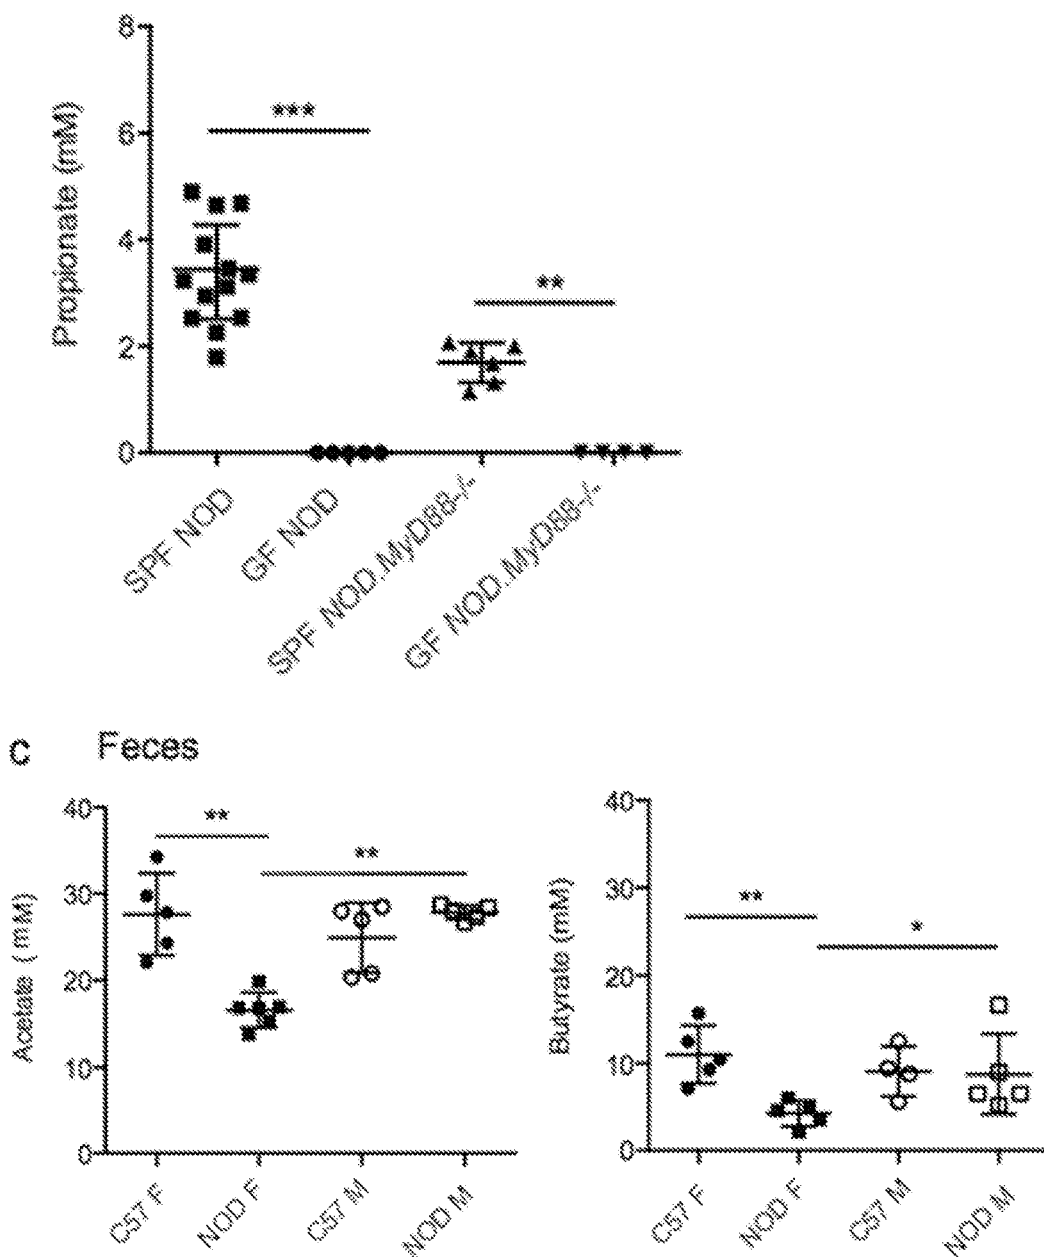 8
6
4
2
0
Propionate (mM)
***
**
SPF NOD
GF NOD
SPF NOD.MyD88-/-
GF NOD.MyD88-/-
C Feces
40
30
20
10
0
Acetate ( mM)
**
**
C57 F
NOD F
C57 M
NOD M
40
30
20
10
0
Butyrate (mM)
**
*
C57 F
NOD F
C57 M
NOD M